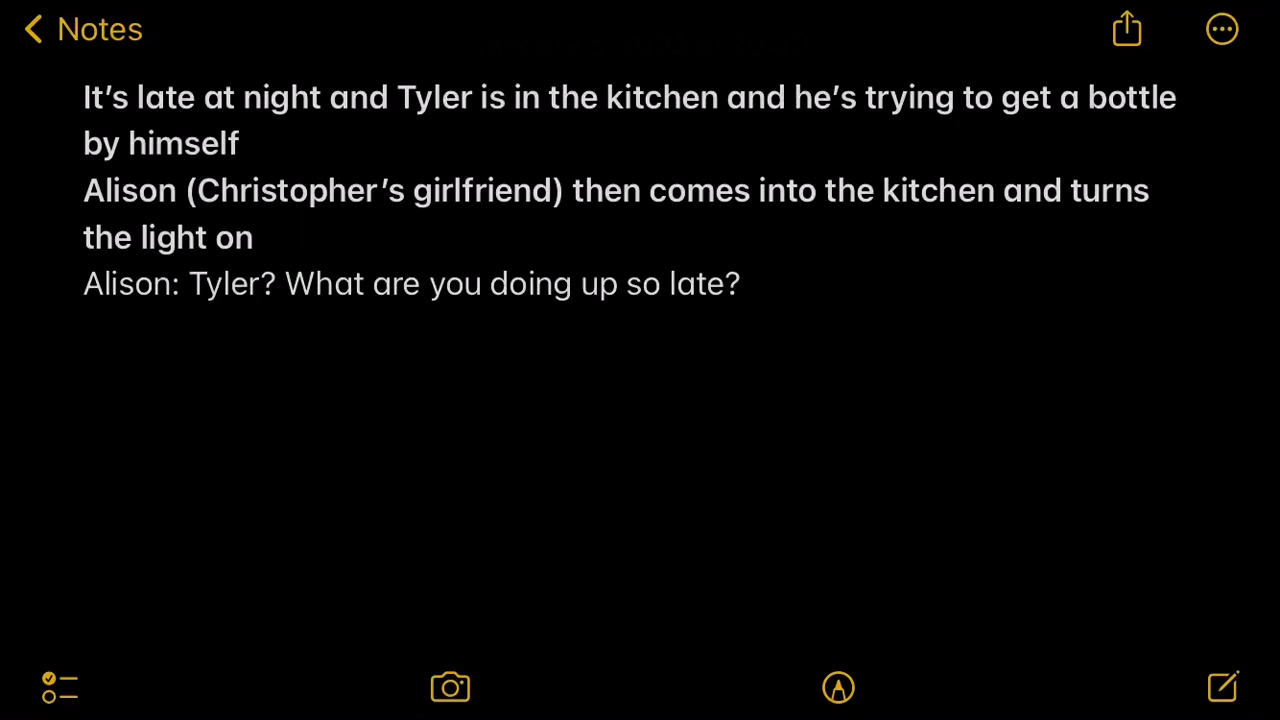 Notes
It’s late at night and Tyler is in the kitchen and he’s trying to get a bottle
by himself
Alison (Christopher’s girlfriend) then comes into the kitchen and turns
the light on
Alison: Tyler? What are you doing up so late?